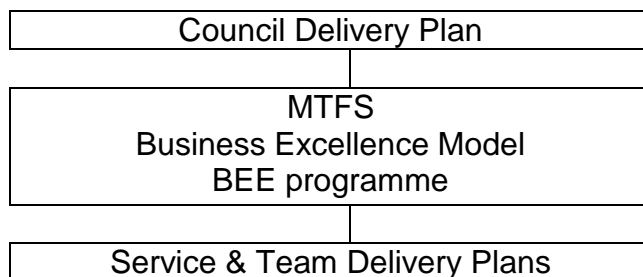 Council Delivery Plan
MTFS
Business Excellence Model
BEE programme
Service & Team Delivery Plans